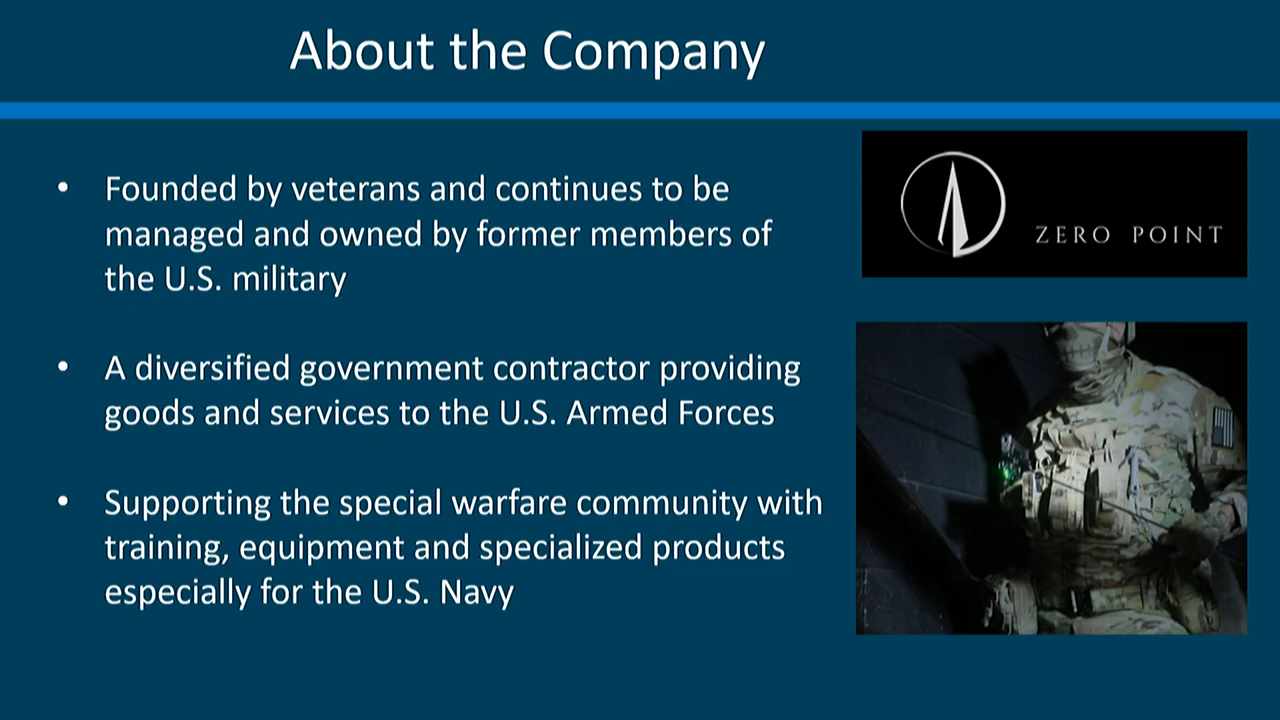 About the Company
ZERO POINT
• Founded by veterans and continues to be
managed and owned by former members of
the U.S. military
• A diversified government contractor providing
goods and services to the U.S. Armed Forces
• Supporting the special warfare community with
training, equipment and specialized products
especially for the U.S. Navy